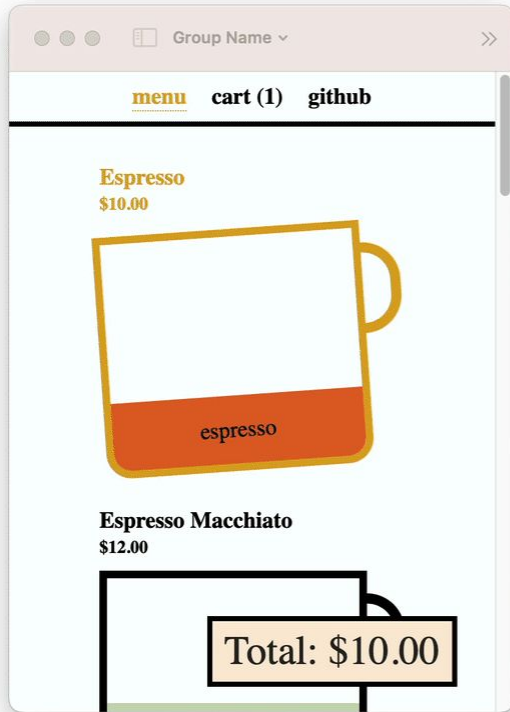 Group Name
menu cart (1) github
Espresso
$10.00
espresso
Espresso Macchiato
$12.00
Total: $10.00